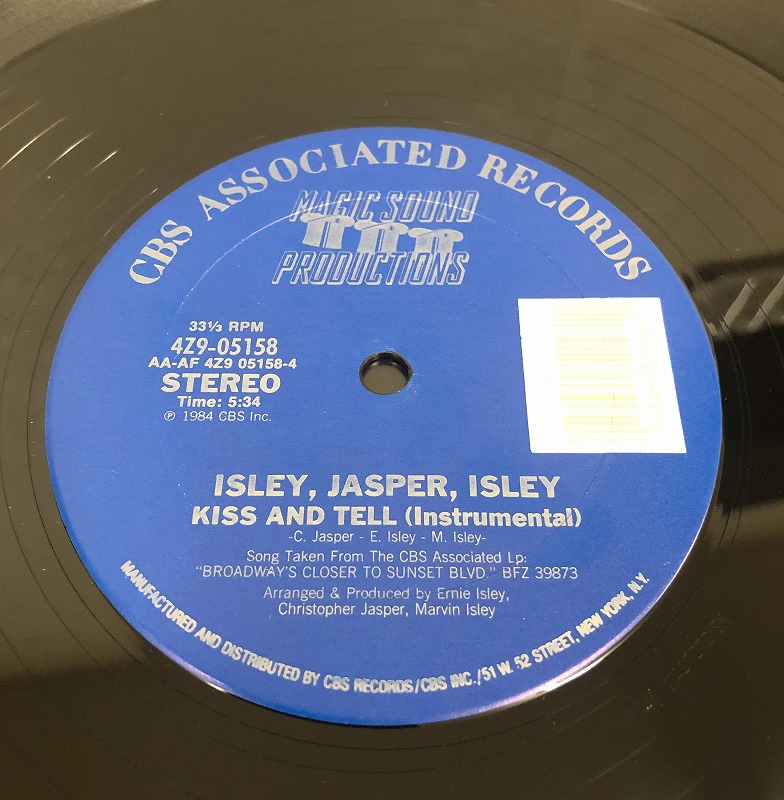 CBS ASSOCIATED RECORDS
MAGIC SOUND
PRODUCTIONS
33⅓ RPM
4Z9-05158
AA-AF 4Z9 05158-4
STEREO
Time: 5:34
℗ 1984 CBS Inc.
ISLEY, JASPER, ISLEY
KISS AND TELL (Instrumental)
-C. Jasper - E. Isley - M. Isley-
Song Taken From The CBS Associated Lp:
"BROADWAY'S CLOSER TO SUNSET BLVD." BFZ 39873
Arranged & Produced by Ernie Isley,
Christopher Jasper, Marvin Isley
MANUFACTURED AND DISTRIBUTED BY CBS RECORDS/CBS INC./51 W. 52 STREET, NEW YORK, N.Y.